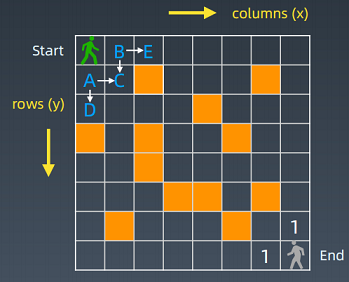 columns (x)
Start
B E
A C
rows (y)
D
1
1
End